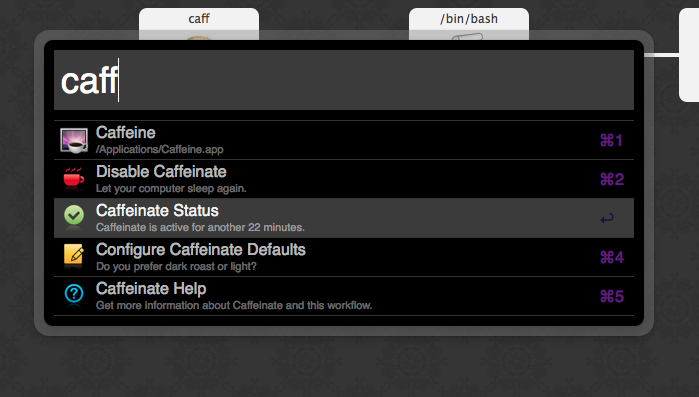 caff
/bin/bash
caff
Caffeine
/Applications/Caffeine.app
⌘1
Disable Caffeinate
Let your computer sleep again.
⌘2
Caffeinate Status
Caffeinate is active for another 22 minutes.
↩
Configure Caffeinate Defaults
Do you prefer dark roast or light?
⌘4
Caffeinate Help
Get more information about Caffeinate and this workflow.
⌘5